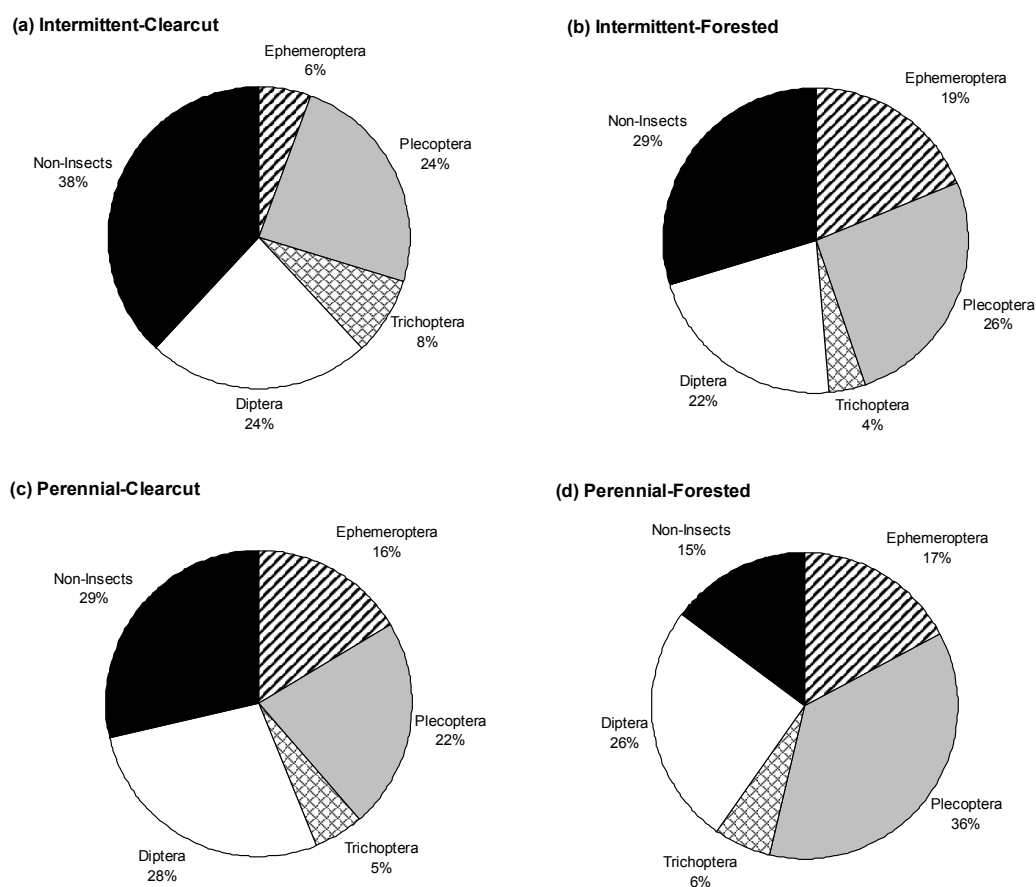 (a) Intermittent-Clearcut
Ephemeroptera
6%
Plecoptera
24%
Trichoptera
8%
Diptera
24%
Non-Insects
38%
(b) Intermittent-Forested
Ephemeroptera
19%
Plecoptera
26%
Trichoptera
4%
Diptera
22%
Non-Insects
29%
(c) Perennial-Clearcut
Ephemeroptera
16%
Plecoptera
22%
Trichoptera
5%
Diptera
28%
Non-Insects
29%
(d) Perennial-Forested
Ephemeroptera
17%
Plecoptera
36%
Trichoptera
6%
Diptera
26%
Non-Insects
15%